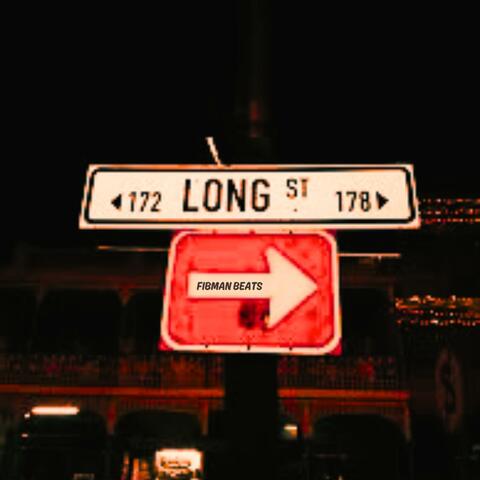 ◀172 LONG ST 178▶
FIBMAN BEATS